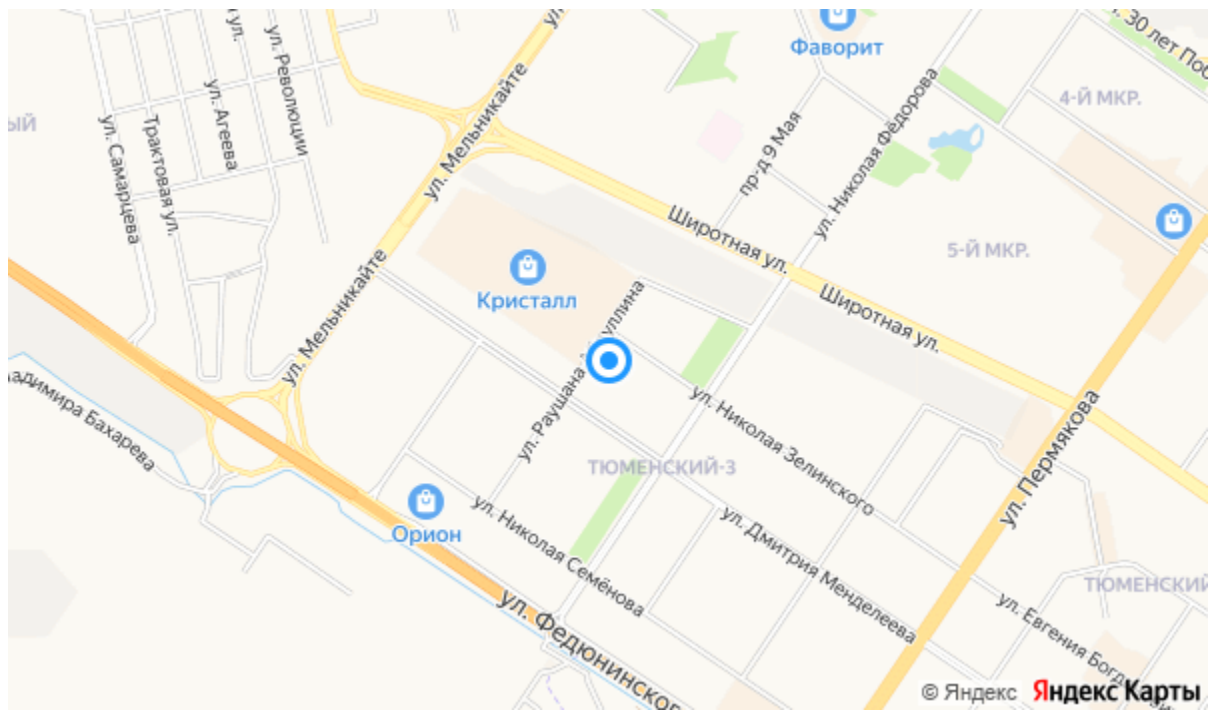 ул.
ул. Революции
ул. Агеева
Трактовая ул.
ул. Самарцева
ЫЙ
ул. Мельникайте
ул.
Фаворит
30 лет Поб
4-Й МКР.
пр-д 9 Мая
ул. Николая Фёдорова
Широтная ул.
5-Й МКР.
Кристалл
ул. Мельникайте
Широтная ул.
ул. Раушана
уллина
ул. Николая Зелинского
ул. Пермякова
адимира Бахарева
ТЮМЕНСКИЙ-3
Орион
ул. Николая Семёнова
ул. Дмитрия Менделеева
ТЮМЕНСКИЙ
ул. Евгения Богд
ул. Федюнинского
© Яндекс Яндекс Карты